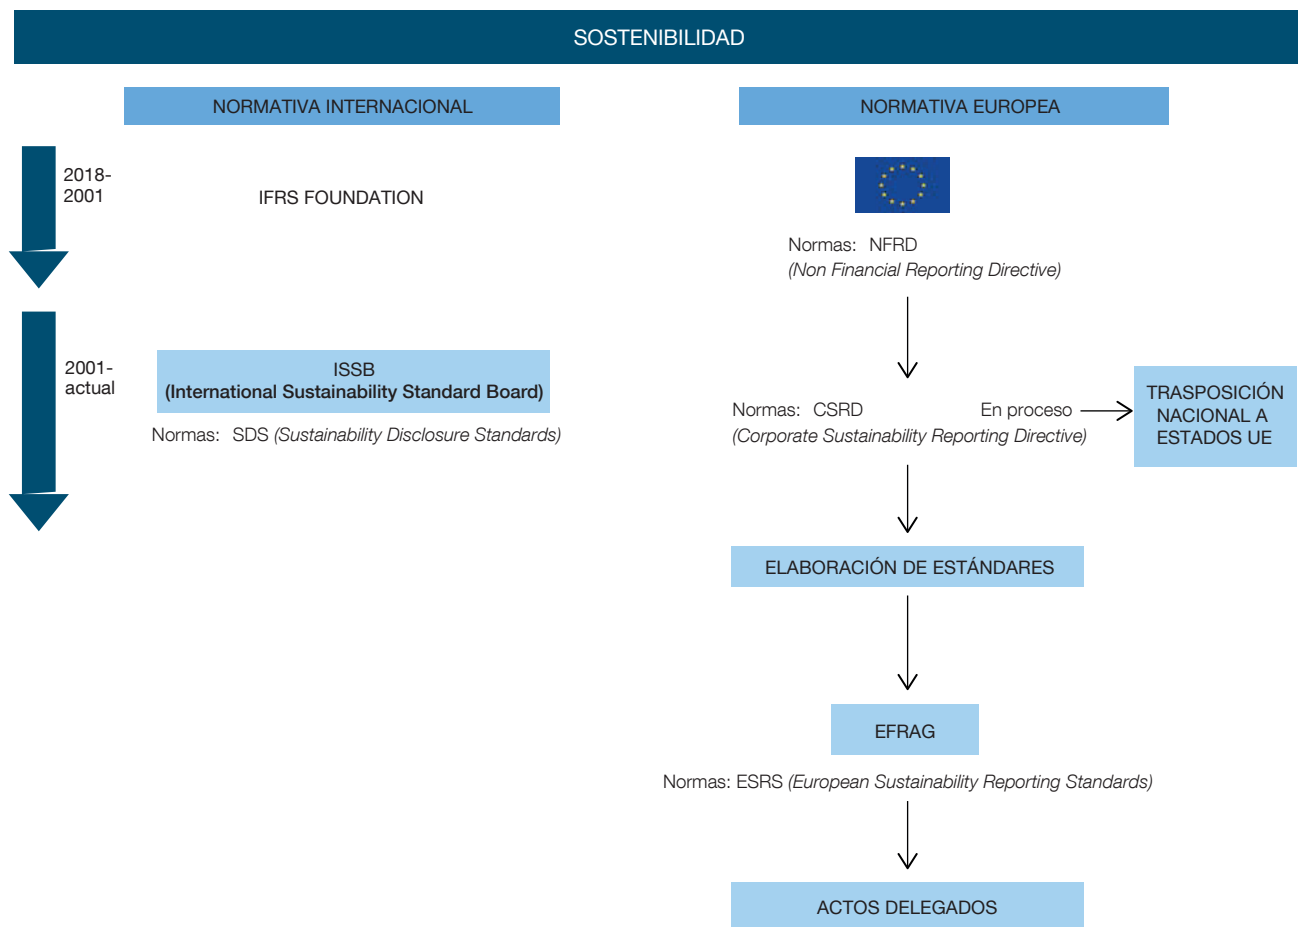 SOSTENIBILIDAD
NORMATIVA INTERNACIONAL
NORMATIVA EUROPEA
2018-
2001
IFRS FOUNDATION
Normas: NFRD
(Non Financial Reporting Directive)
2001-
actual
ISSB
(International Sustainability Standard Board)
Normas: SDS (Sustainability Disclosure Standards)
Normas: CSRD
(Corporate Sustainability Reporting Directive)
En proceso
TRASPOSICIÓN
NACIONAL A
ESTADOS UE
ELABORACIÓN DE ESTÁNDARES
EFRAG
Normas: ESRS (European Sustainability Reporting Standards)
ACTOS DELEGADOS